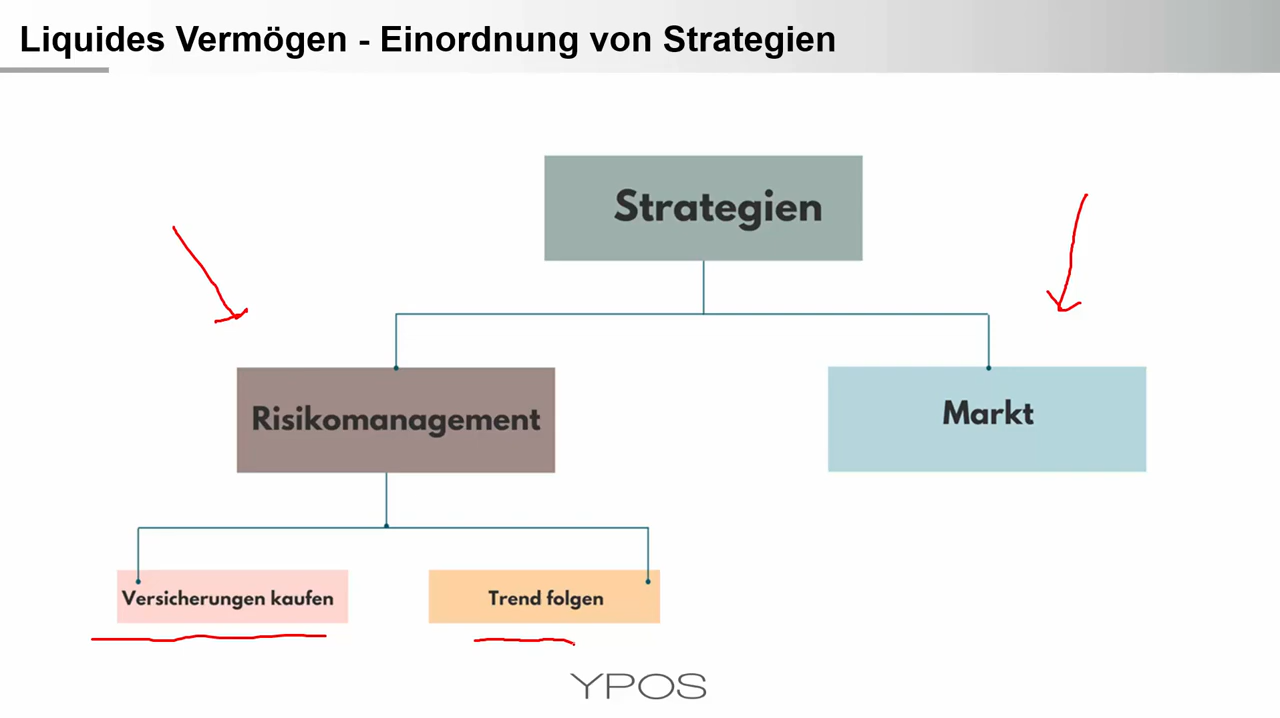 Liquides Vermögen - Einordnung von Strategien
Strategien
Risikomanagement
Markt
Versicherungen kaufen
Trend folgen
YPOS